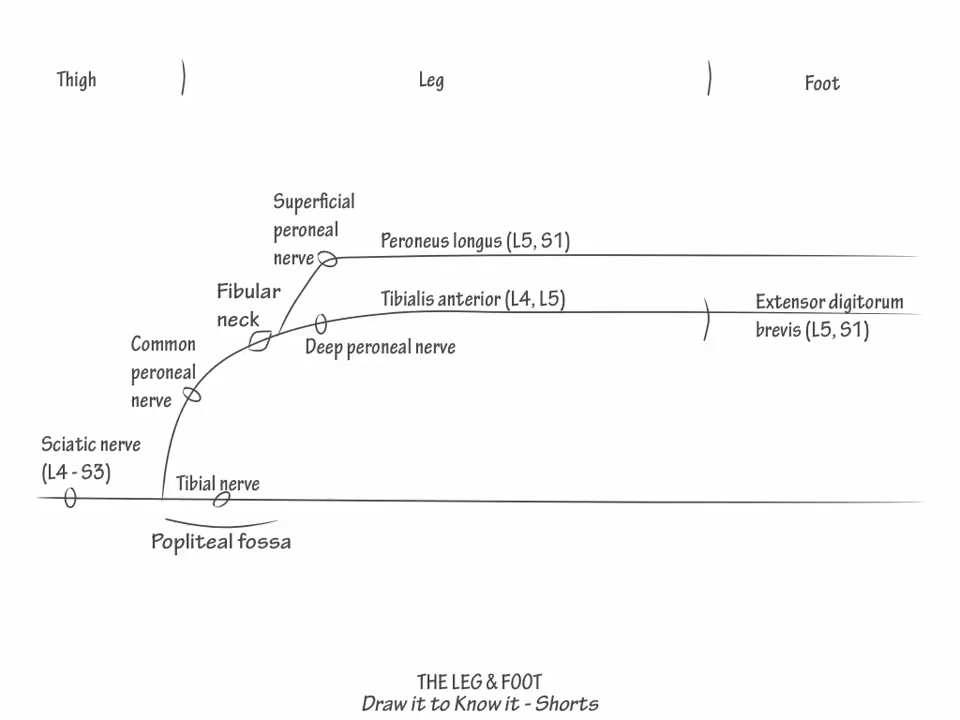 Thigh
Leg
Foot
Superficial
peroneal
nerve
Peroneus longus (L5, S1)
Fibular
neck
Tibialis anterior (L4, L5)
Extensor digitorum
brevis (L5, S1)
Deep peroneal nerve
Common
peroneal
nerve
Sciatic nerve
(L4 - S3)
Tibial nerve
Popliteal fossa
THE LEG & FOOT
Draw it to Know it - Shorts